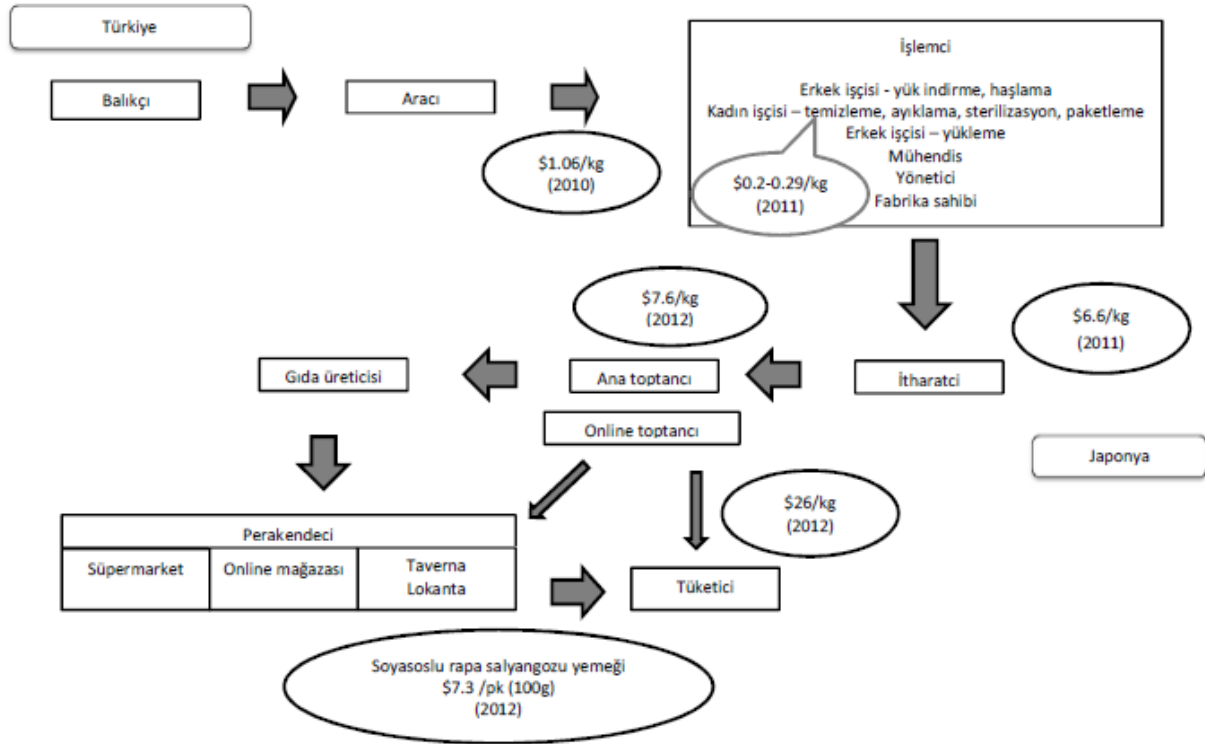 Türkiye
Balıkçı
Aracı
$1.06/kg
(2010)
İşlemci
Erkek işçisi - yük indirme, haşlama
Kadın işçisi – temizleme, ayıklama, sterilizasyon, paketleme
Erkek işçisi – yükleme
Mühendis
Yönetici
Fabrika sahibi
$0.2-0.29/kg
(2011)
$7.6/kg
(2012)
$6.6/kg
(2011)
Gıda üreticisi
Ana toptancı
İtharatci
Online toptancı
Japonya
$26/kg
(2012)
Perakendeci
Süpermarket
Online mağazası
Taverna
Lokanta
Tüketici
Soyasoslu rapa salyangozu yemeği
$7.3 /pk (100g)
(2012)